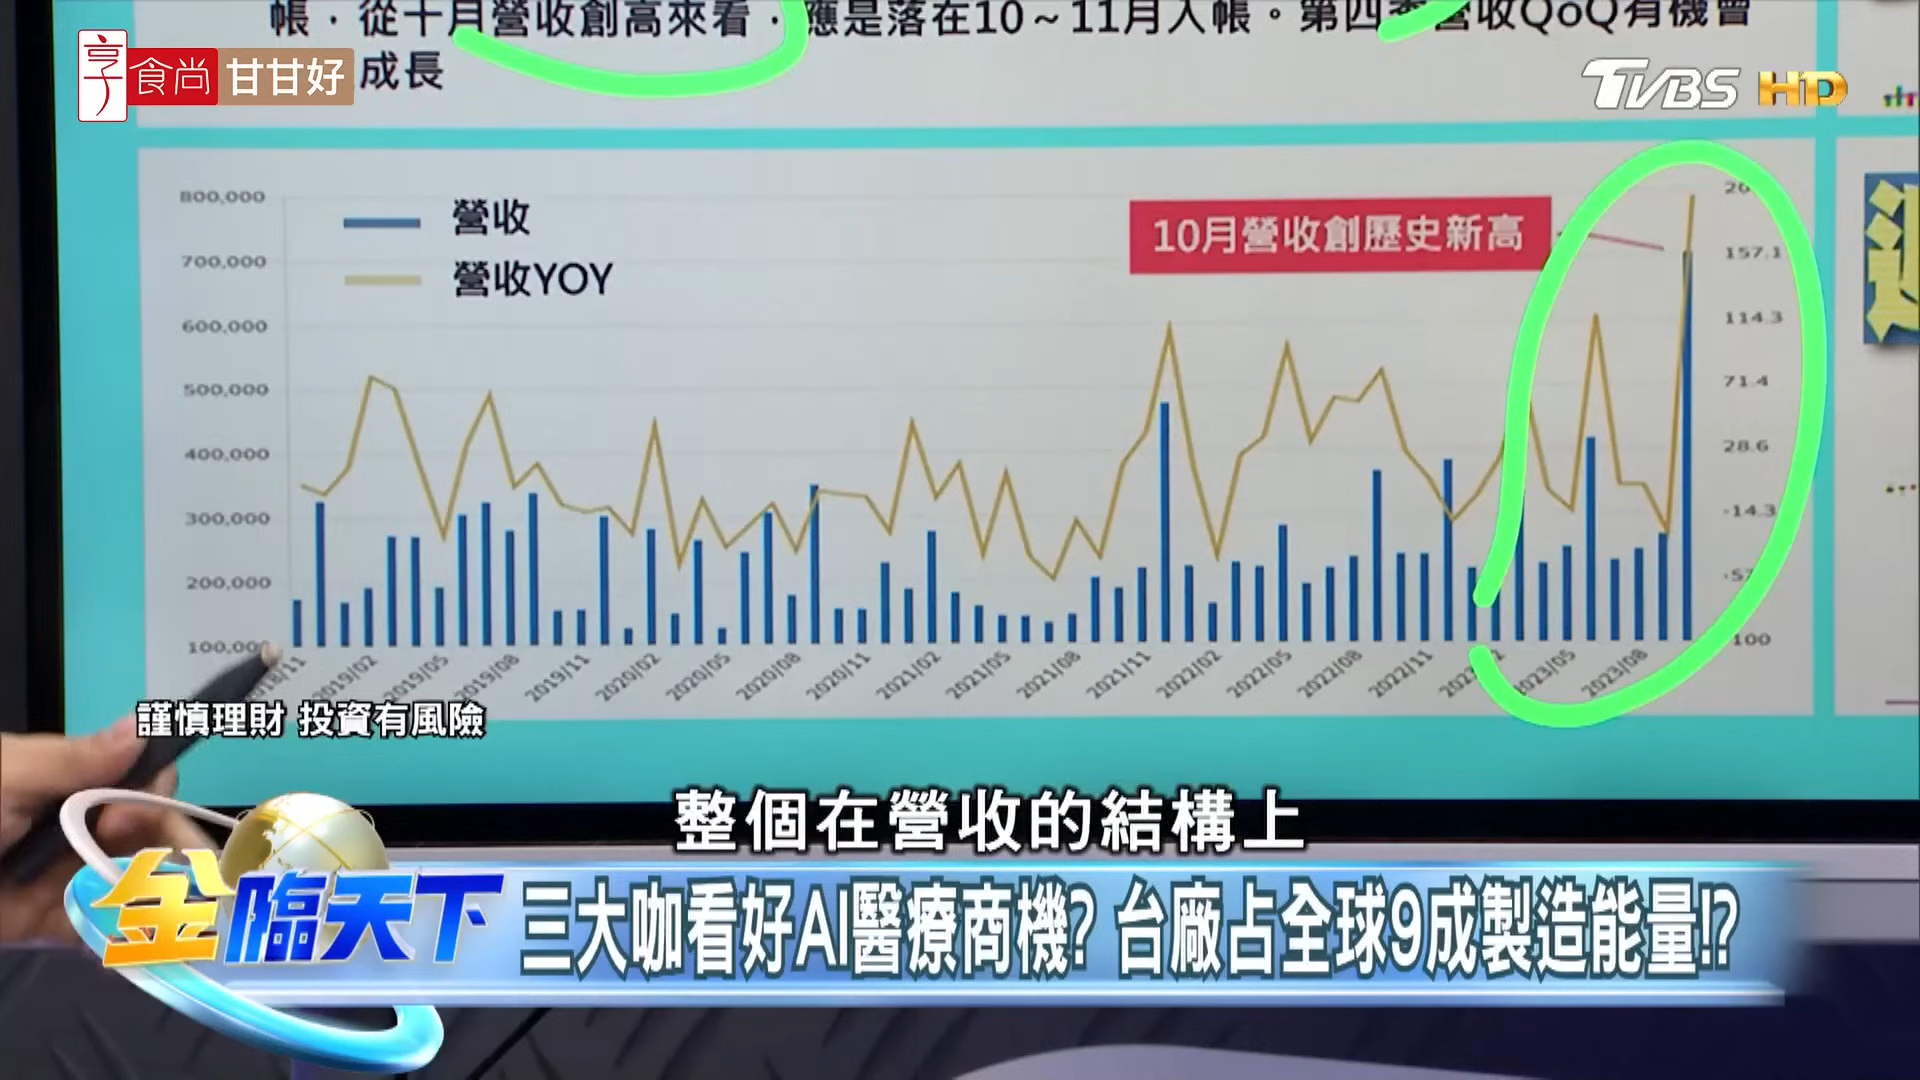 帳，從十月營收創高來看，應是落在10～11月入帳。第四季營收QoQ有機會
成長
享
食尚 甘甘好
TVBS HD
營收
營收YOY
10月營收創歷史新高
800,000
700,000
600,000
500,000
400,000
300,000
200,000
100,000
20
157.1
114.3
71.4
28.6
-14.3
-57
-100
2018/11 2019/02 2019/05 2019/08 2019/11 2020/02 2020/05 2020/08 2020/11 2021/02 2021/05 2021/08 2021/11 2022/02 2022/05 2022/08 2022/11 2023/02 2023/05 2023/08
謹慎理財 投資有風險
整個在營收的結構上
金臨天下
三大咖看好AI醫療商機? 台廠占全球9成製造能量!?